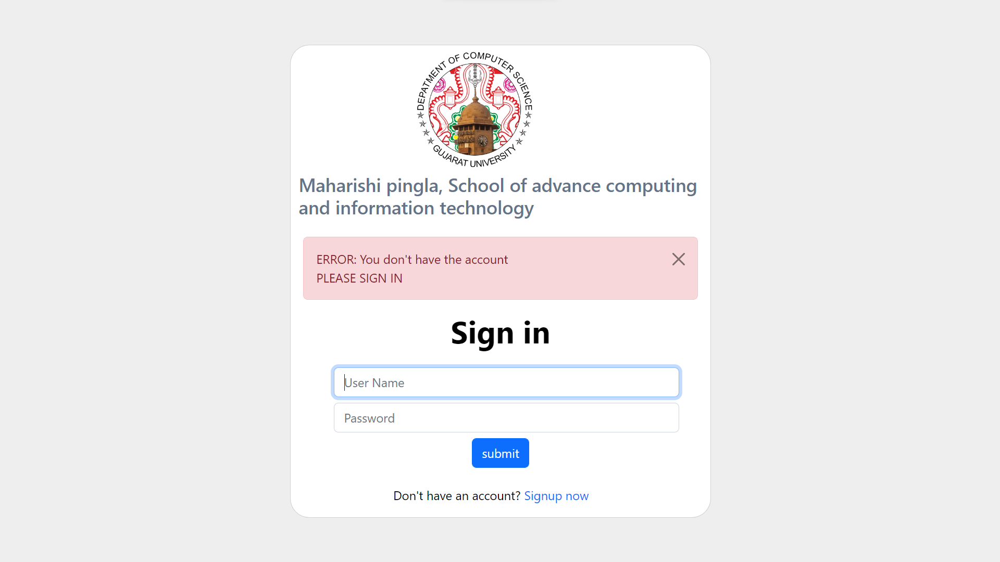 DEPATMENT OF COMPUTER SCIENCE
GUJARAT UNIVERSITY
Maharishi pingla, School of advance computing
and information technology
ERROR: You don't have the account
PLEASE SIGN IN
Sign in
User Name
Password
submit
Don't have an account? Signup now